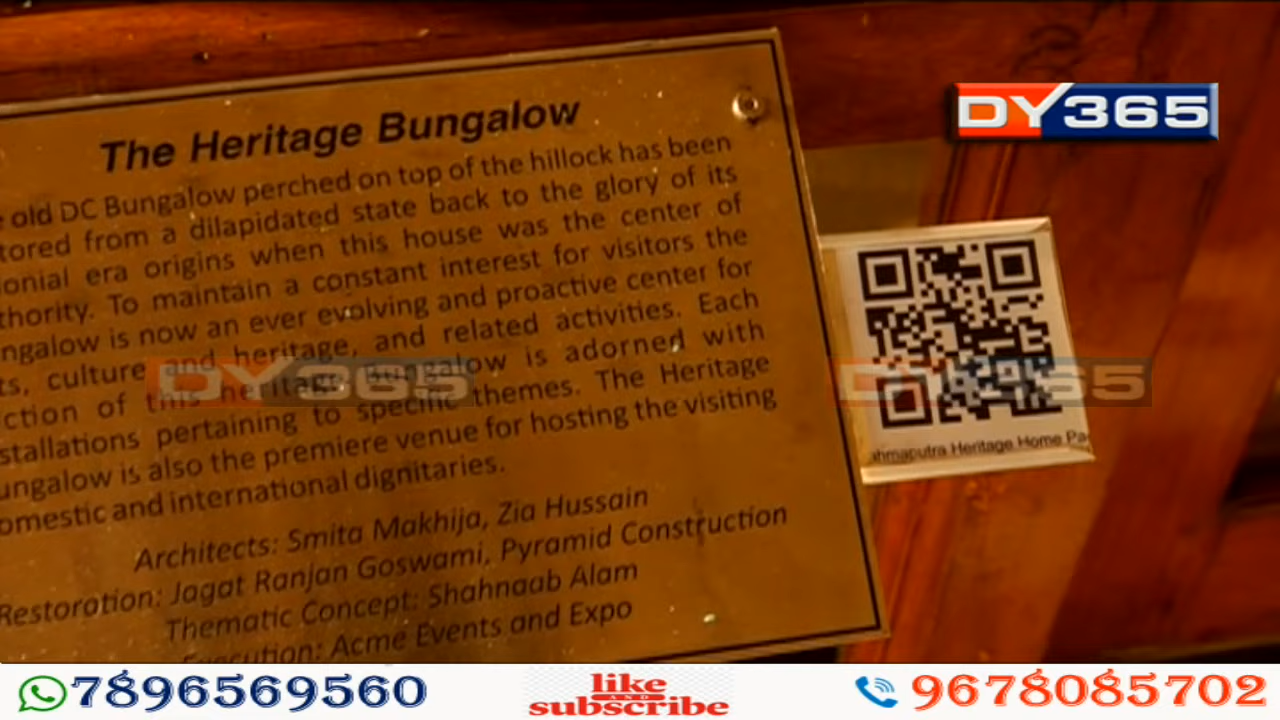 The Heritage Bungalow
old DC Bungalow perched on top of the hillock has been
tored from a dilapidated state back to the glory of its
onial era origins when this house was the center of
thority. To maintain a constant interest for visitors the
ngalow is now an ever evolving and proactive center for
ts, culture and heritage, and related activities. Each
ction of this heritage Bungalow is adorned with
stallations pertaining to specific themes. The Heritage
ungalow is also the premiere venue for hosting the visiting
omestic and international dignitaries.
Architects: Smita Makhija, Zia Hussain
Restoration: Jagat Ranjan Goswami, Pyramid Construction
Thematic Concept: Shahnaab Alam
Execution: Acme Events and Expo
DY365
ahmaputra Heritage Home Pa
DY365
DY365
7896569560
like
AND
subscribe
9678085702